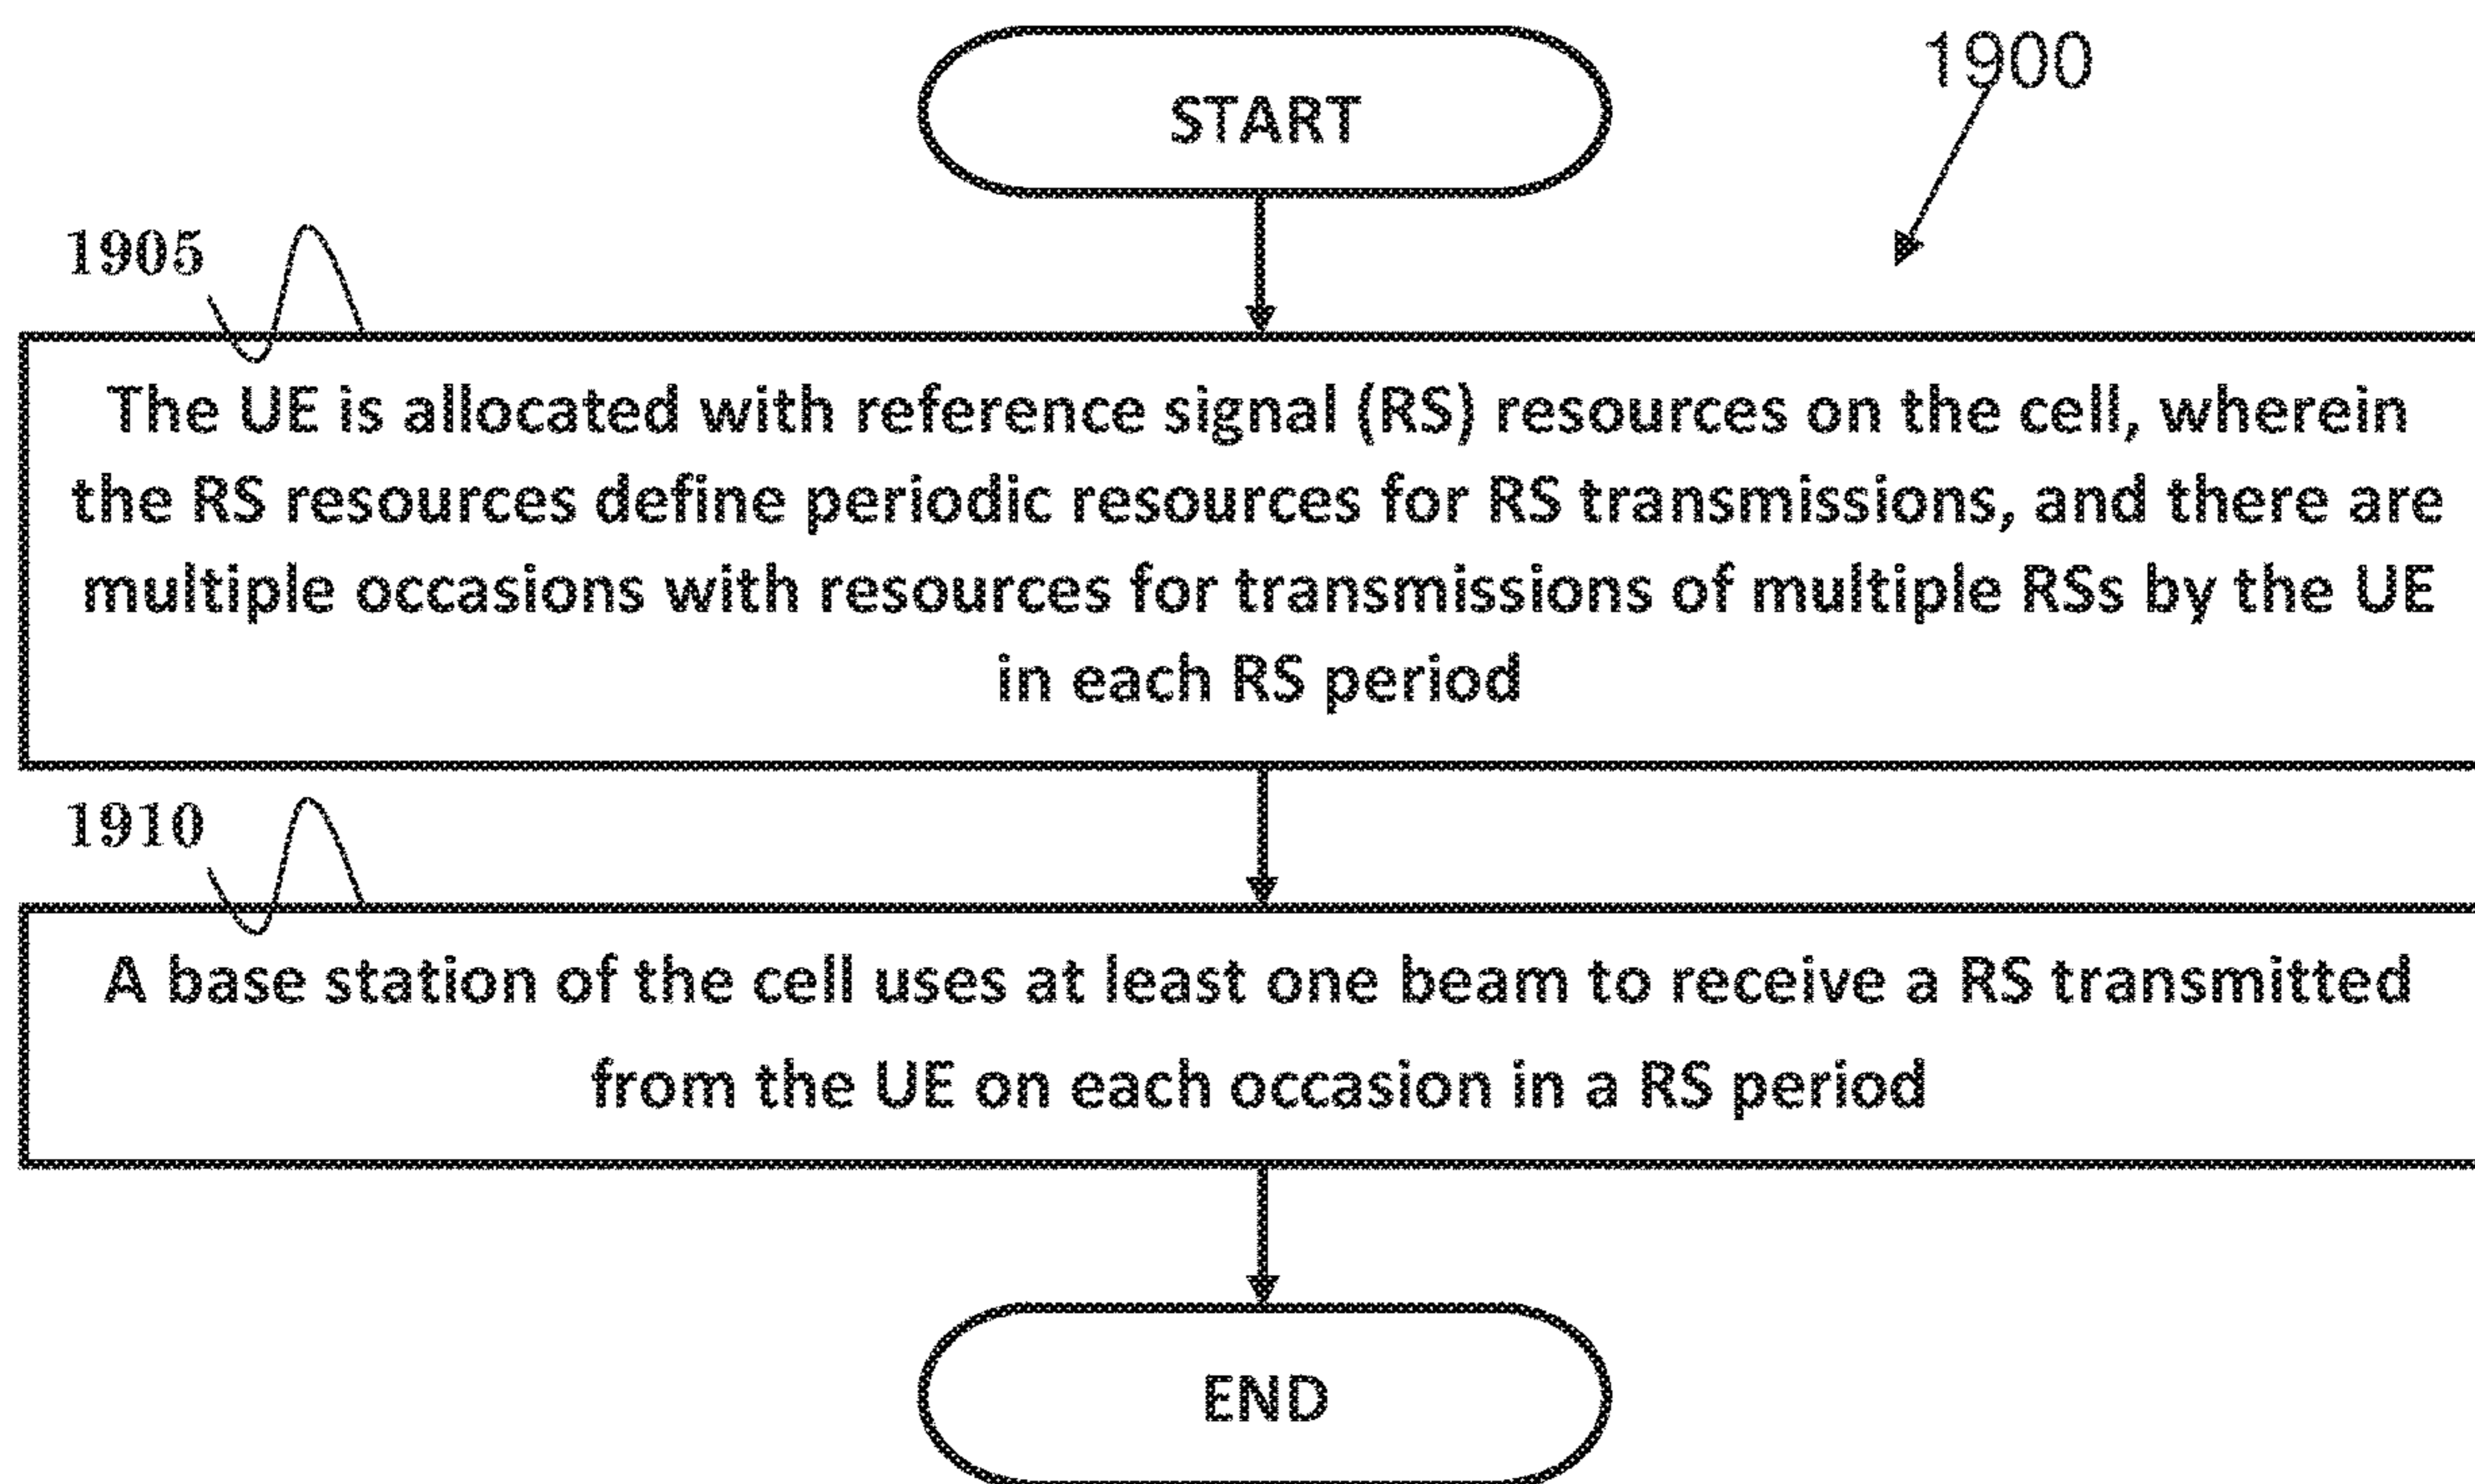 START
1900
1905
The UE is allocated with reference signal (RS) resources on the cell, wherein
the RS resources define periodic resources for RS transmissions, and there are
multiple occasions with resources for transmissions of multiple RSs by the UE
in each RS period
1910
A base station of the cell uses at least one beam to receive a RS transmitted
from the UE on each occasion in a RS period
END